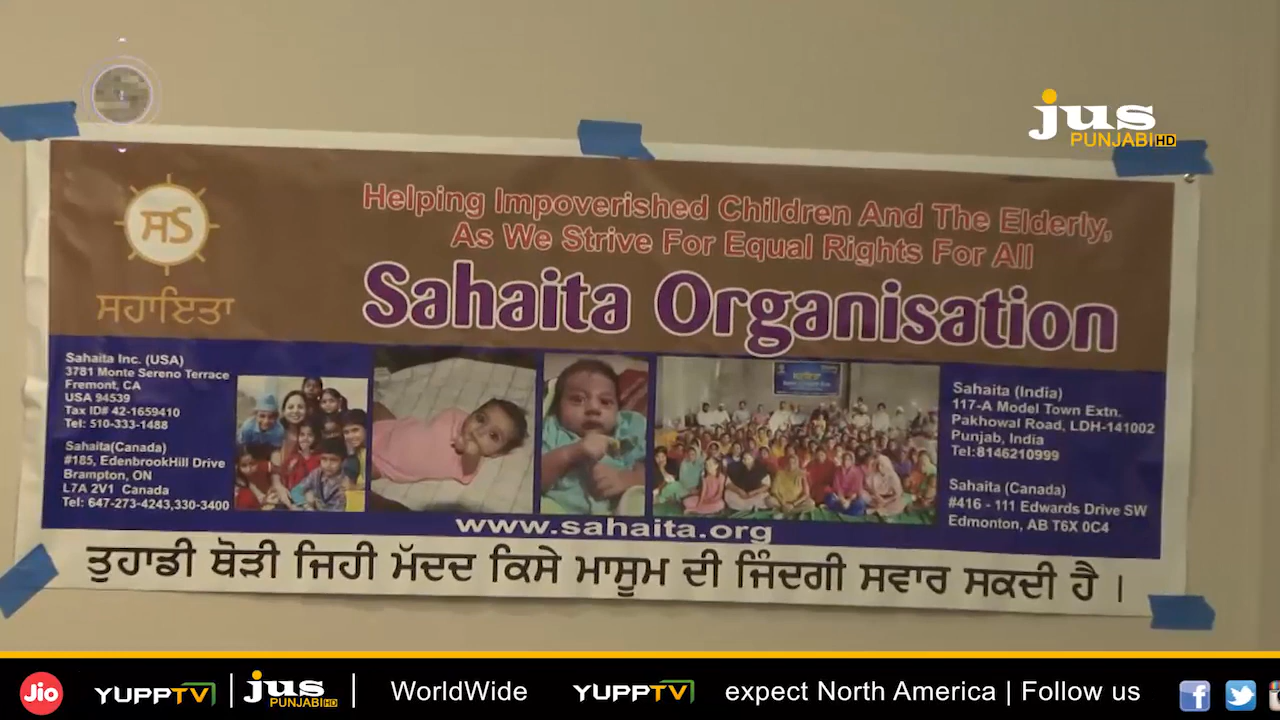 jus
PUNJABI HD
ਸS
ਸਹਾਇਤਾ
Helping Impoverished Children And The Elderly,
As We Strive For Equal Rights For All
Sahaita Organisation
Sahaita Inc. (USA)
3781 Monte Sereno Terrace
Fremont, CA
USA 94539
Tax ID# 42-1659410
Tel: 510-333-1488
Sahaita(Canada)
#185, EdenbrookHill Drive
Brampton, ON
L7A 2V1 Canada
Tel: 647-273-4243,330-3400
Sahaita (India)
117-A Model Town Extn.
Pakhowal Road, LDH-141002
Punjab, India
Tel:8146210999
Sahaita (Canada)
#416 - 111 Edwards Drive SW
Edmonton, AB T6X 0C4
www.sahaita.org
ਤੁਹਾਡੀ ਥੋੜੀ ਜਿਹੀ ਮੱਦਦ ਕਿਸੇ ਮਾਸੂਮ ਦੀ ਜਿੰਦਗੀ ਸਵਾਰ ਸਕਦੀ ਹੈ।
Jio YUPPTV | jus PUNJABI HD | WorldWide YUPPTV expect North America | Follow us